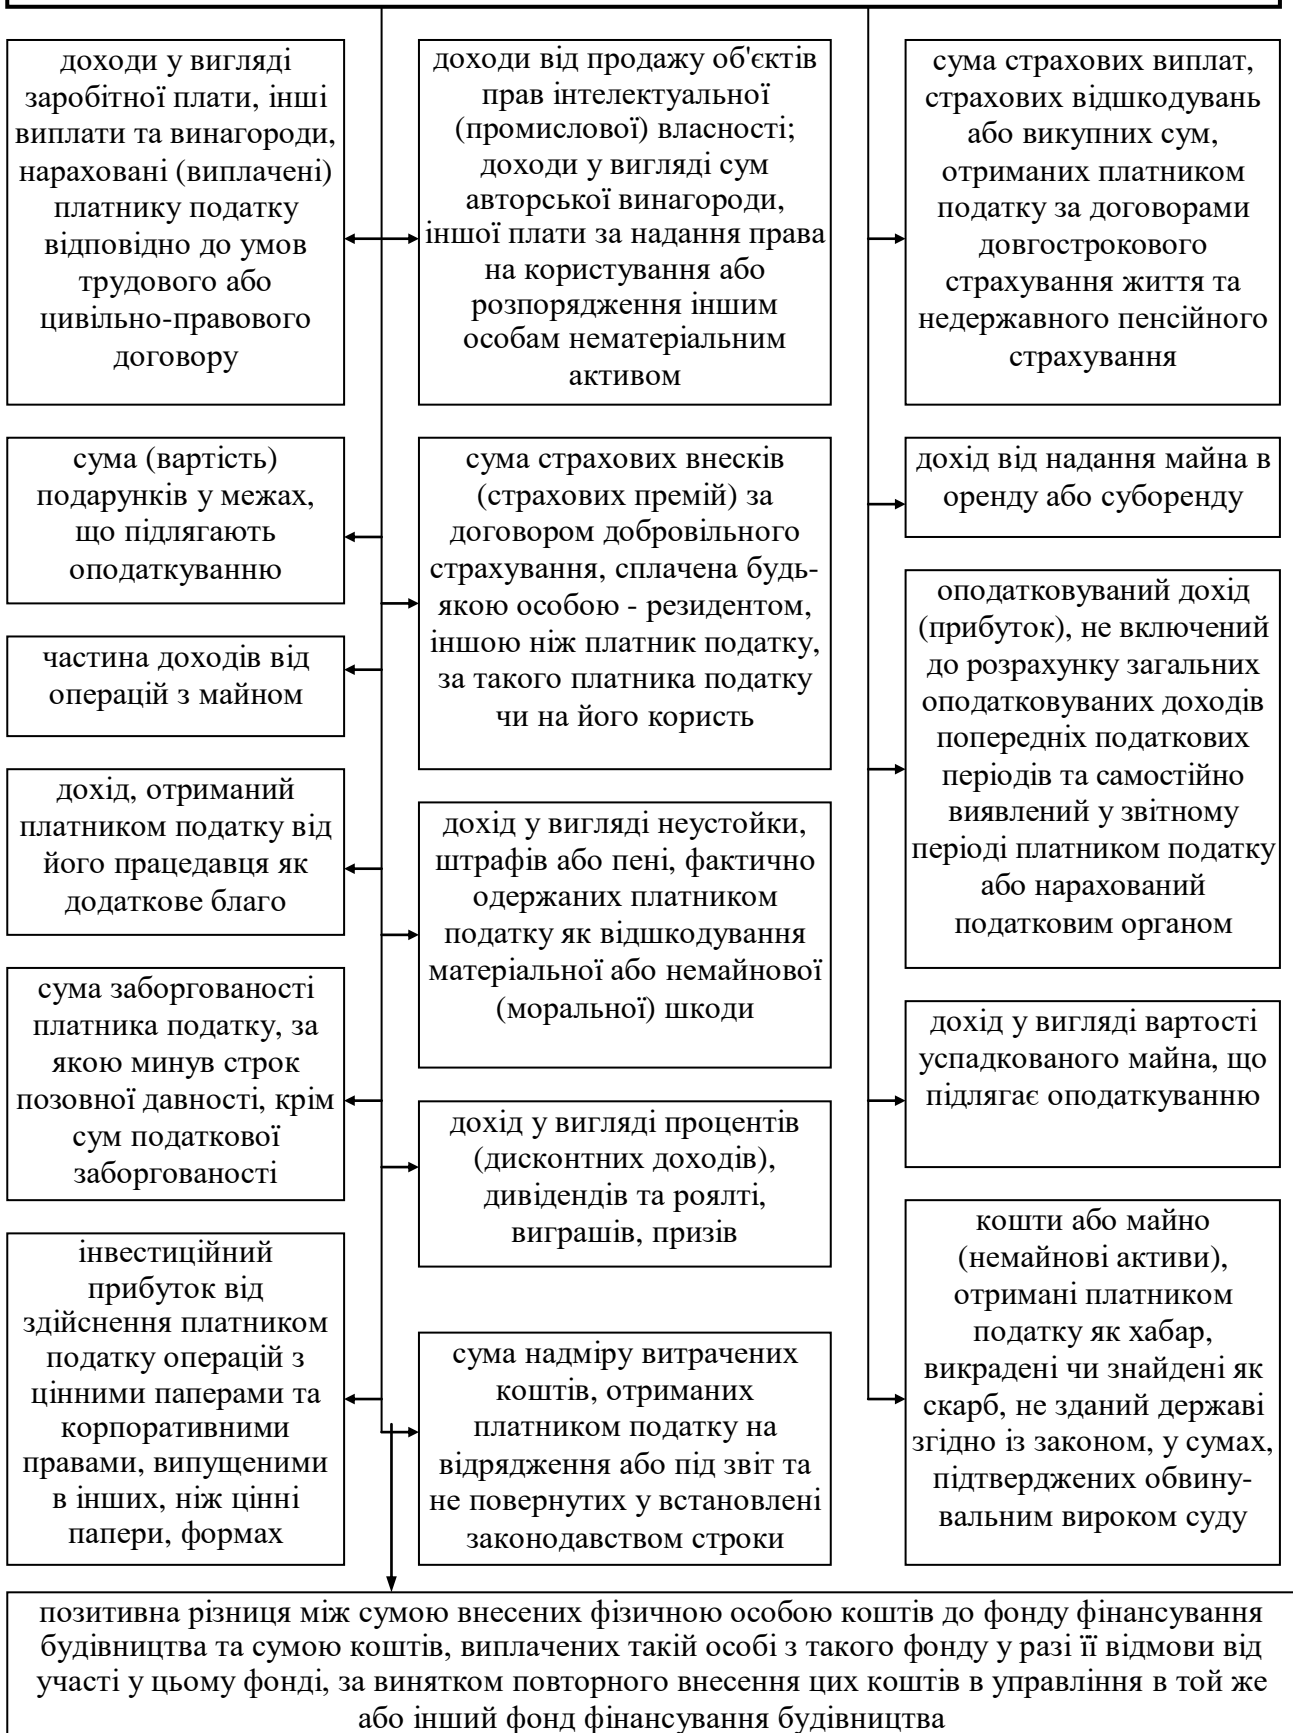 доходи у вигляді
заробітної плати, інші
виплати та винагороди,
нараховані (виплачені)
платнику податку
відповідно до умов
трудового або
цивільно-правового
договору
доходи від продажу об'єктів
прав інтелектуальної
(промислової) власності;
доходи у вигляді сум
авторської винагороди,
іншої плати за надання права
на користування або
розпорядження іншим
особам нематеріальним
активом
сума страхових виплат,
страхових відшкодувань
або викупних сум,
отриманих платником
податку за договорами
довгострокового
страхування життя та
недержавного пенсійного
страхування
сума (вартість)
подарунків у межах,
що підлягають
оподаткуванню
сума страхових внесків
(страхових премій) за
договором добровільного
страхування, сплачена будь-
якою особою - резидентом,
іншою ніж платник податку,
за такого платника податку
чи на його користь
дохід від надання майна в
оренду або суборенду
частина доходів від
операцій з майном
оподатковуваний дохід
(прибуток), не включений
до розрахунку загальних
оподатковуваних доходів
попередніх податкових
періодів та самостійно
виявлений у звітному
періоді платником податку
або нарахований
податковим органом
дохід, отриманий
платником податку від
його працедавця як
додаткове благо
дохід у вигляді неустойки,
штрафів або пені, фактично
одержаних платником
податку як відшкодування
матеріальної або немайнової
(моральної) шкоди
сума заборгованості
платника податку, за
якою минув строк
позовної давності, крім
сум податкової
заборгованості
дохід у вигляді вартості
успадкованого майна, що
підлягає оподаткуванню
дохід у вигляді процентів
(дисконтних доходів),
дивідендів та роялті,
виграшів, призів
інвестиційний
прибуток від
здійснення платником
податку операцій з
цінними паперами та
корпоративними
правами, випущеними
в інших, ніж цінні
папери, формах
сума надміру витрачених
коштів, отриманих
платником податку на
відрядження або під звіт та
не повернутих у встановлені
законодавством строки
кошти або майно
(немайнові активи),
отримані платником
податку як хабар,
викрадені чи знайдені як
скарб, не зданий державі
згідно із законом, у сумах,
підтверджених обвину-
вальним вироком суду
позитивна різниця між сумою внесених фізичною особою коштів до фонду фінансування
будівництва та сумою коштів, виплачених такій особі з такого фонду у разі її відмови від
участі у цьому фонді, за винятком повторного внесення цих коштів в управління в той же
або інший фонд фінансування будівництва